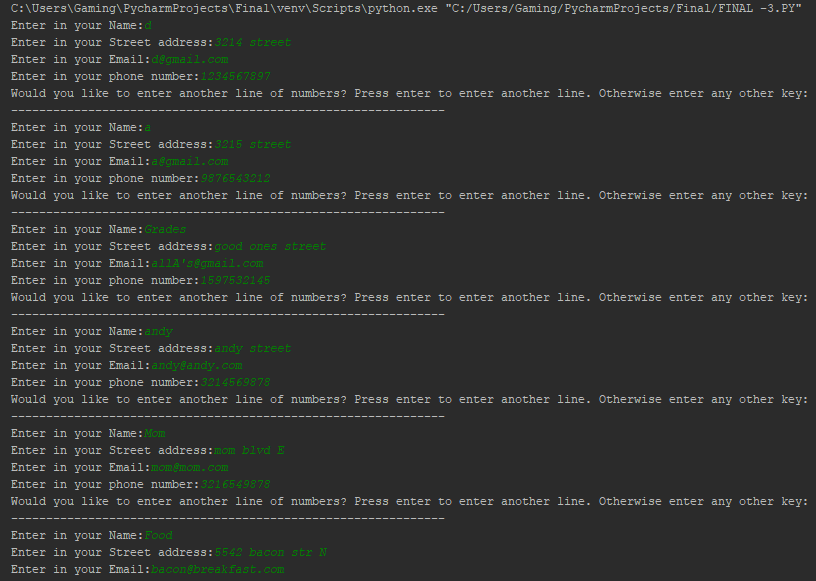 C:\Users\Gaming\PycharmProjects\Final\venv\Scripts\python.exe "C:/Users/Gaming/PycharmProjects/Final/FINAL -3.PY"
Enter in your Name:d
Enter in your Street address:3214 street
Enter in your Email:d@gmail.com
Enter in your phone number:1234567897
Would you like to enter another line of numbers? Press enter to enter another line. Otherwise enter any other key:
--------------------------------------------------------------
Enter in your Name:a
Enter in your Street address:3215 street
Enter in your Email:a@gmail.com
Enter in your phone number:9876543212
Would you like to enter another line of numbers? Press enter to enter another line. Otherwise enter any other key:
--------------------------------------------------------------
Enter in your Name:Grades
Enter in your Street address:good ones street
Enter in your Email:allA's@gmail.com
Enter in your phone number:1597532145
Would you like to enter another line of numbers? Press enter to enter another line. Otherwise enter any other key:
--------------------------------------------------------------
Enter in your Name:andy
Enter in your Street address:andy street
Enter in your Email:andy@andy.com
Enter in your phone number:3214569878
Would you like to enter another line of numbers? Press enter to enter another line. Otherwise enter any other key:
--------------------------------------------------------------
Enter in your Name:Mom
Enter in your Street address:mom blvd E
Enter in your Email:mom@mom.com
Enter in your phone number:3216549878
Would you like to enter another line of numbers? Press enter to enter another line. Otherwise enter any other key:
--------------------------------------------------------------
Enter in your Name:Food
Enter in your Street address:5542 bacon str N
Enter in your Email:bacon@breakfast.com